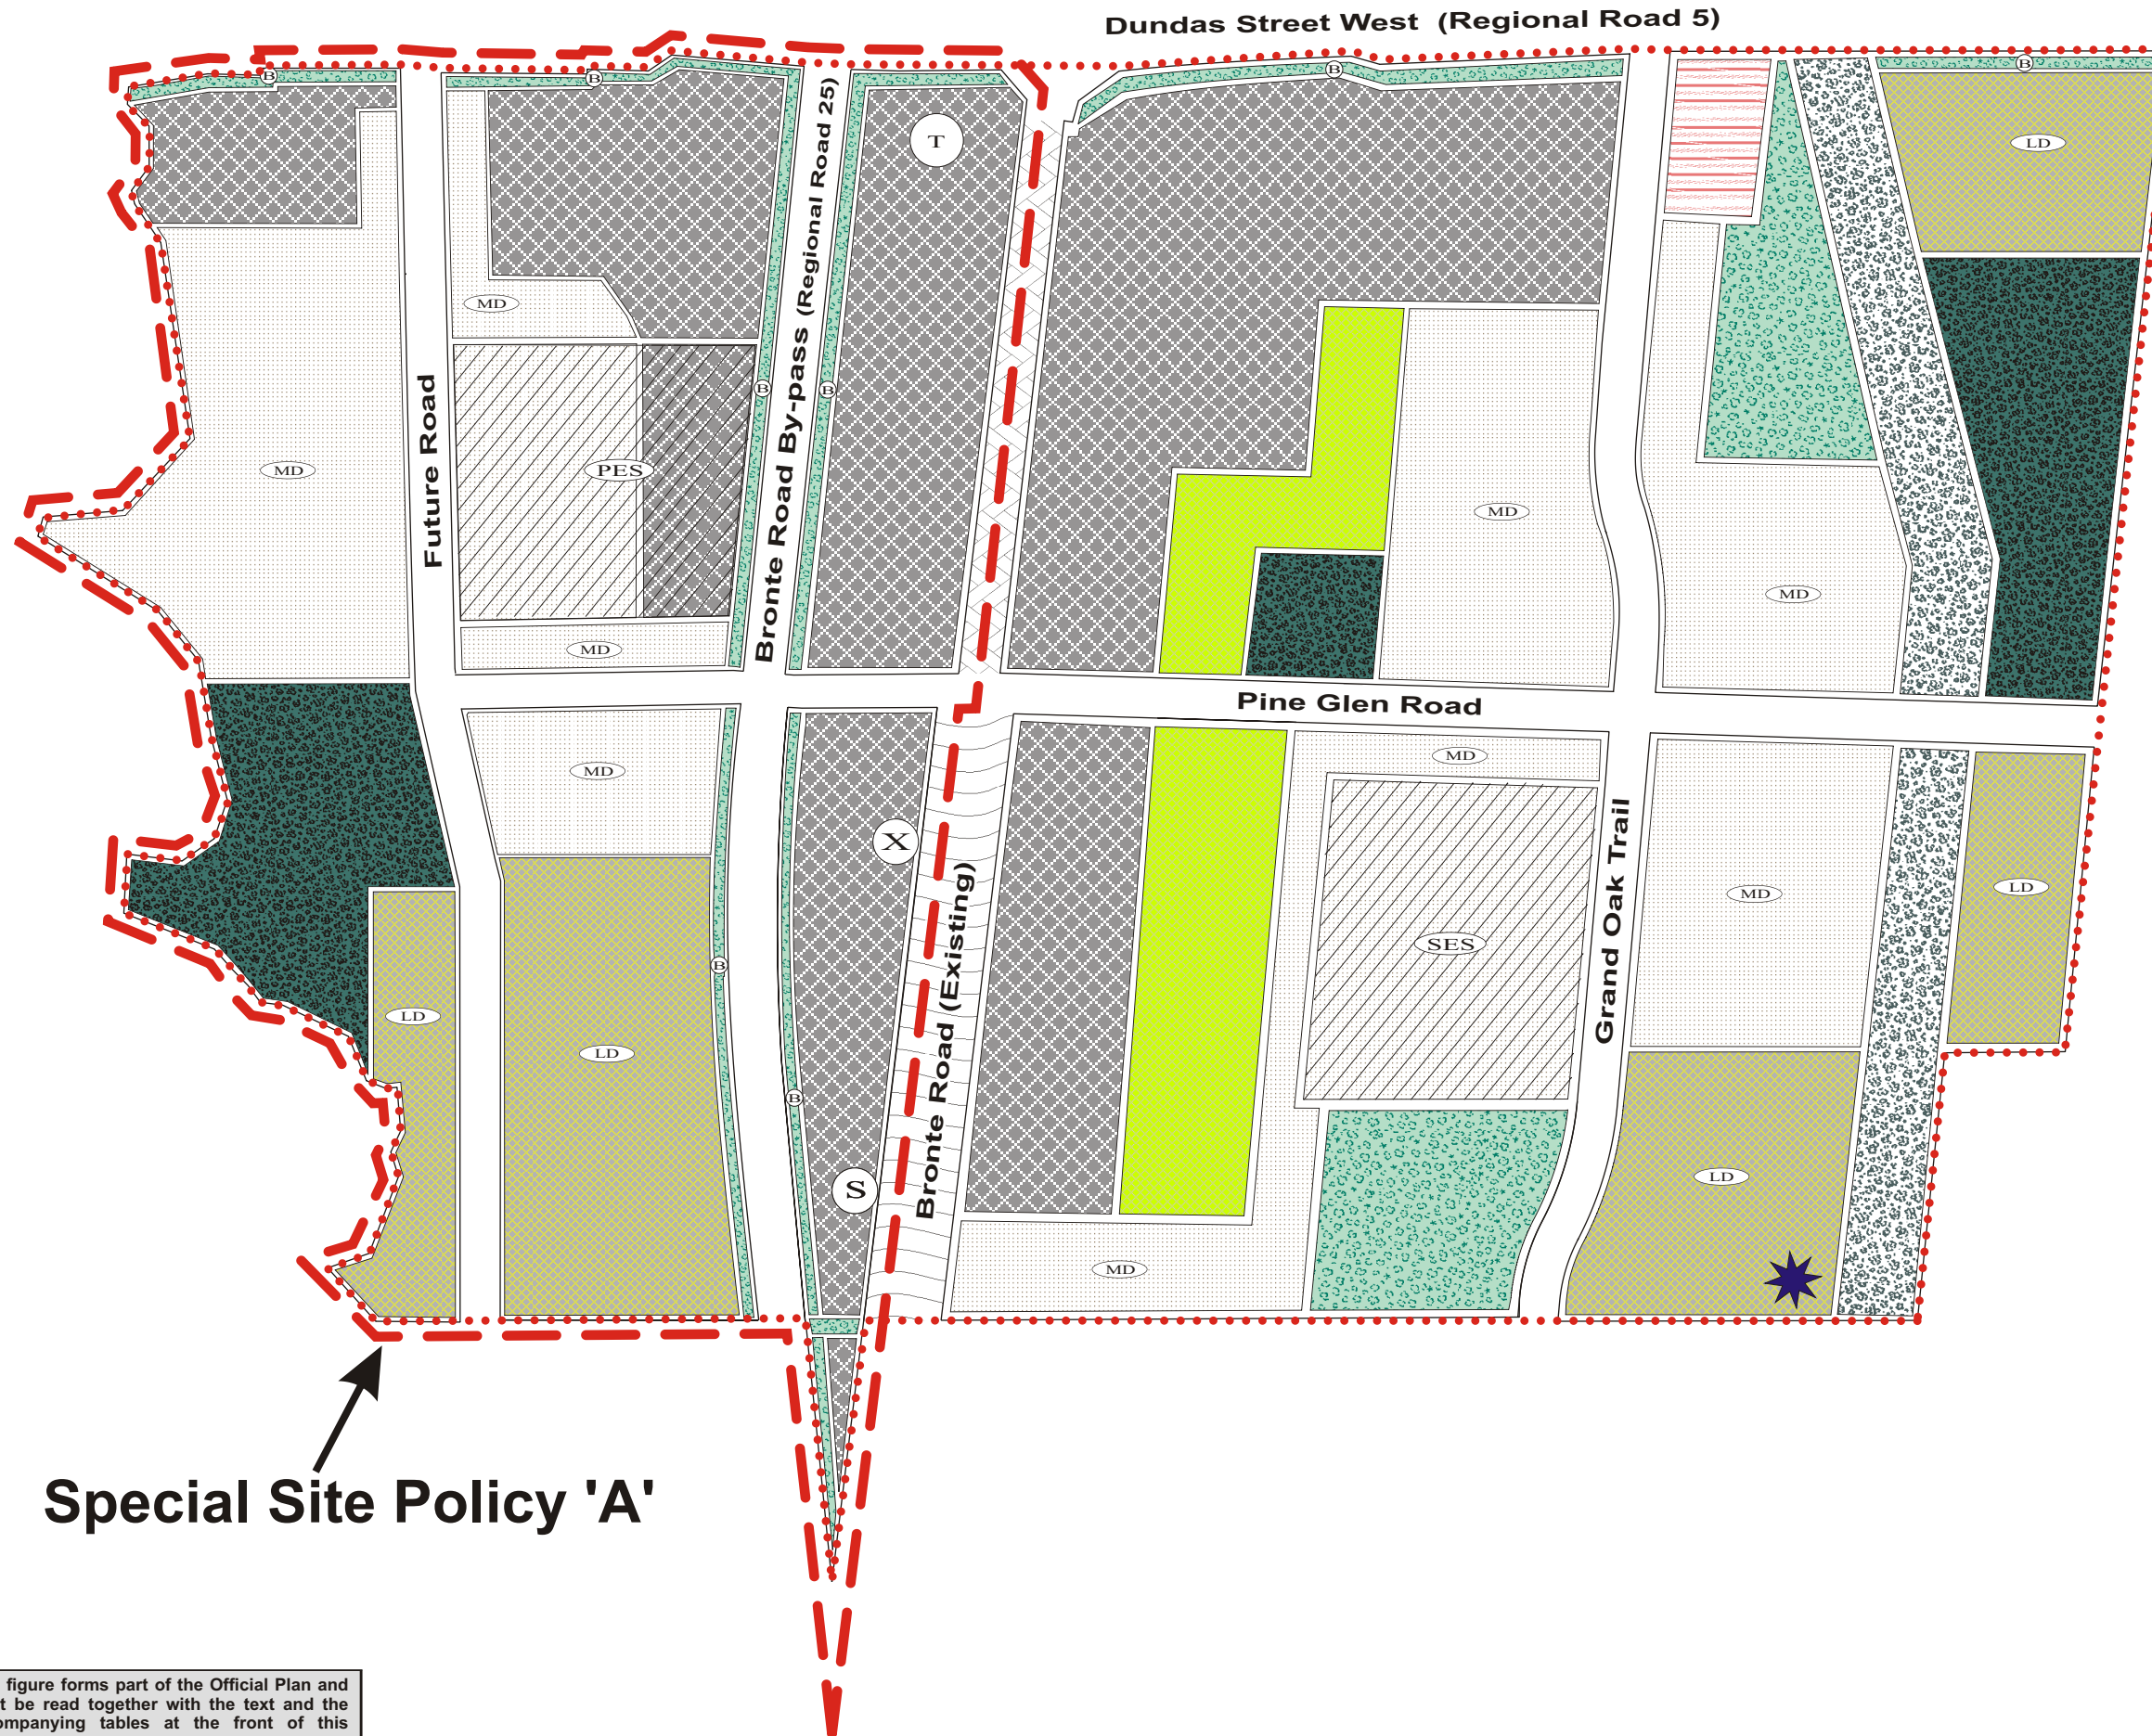 Dundas Street West (Regional Road 5)
B
B
B
B
T
LD
Bronte Road By-pass (Regional Road 25)
MD
B
B
Future Road
MD
PES
MD
MD
MD
MD
Pine Glen Road
MD
MD
X
Grand Oak Trail
MD
LD
SES
B
Bronte Road (Existing)
LD
LD
B
S
LD
MD
Special Site Policy 'A'
figure forms part of the Official Plan and
be read together with the text and the
tables at the front of this